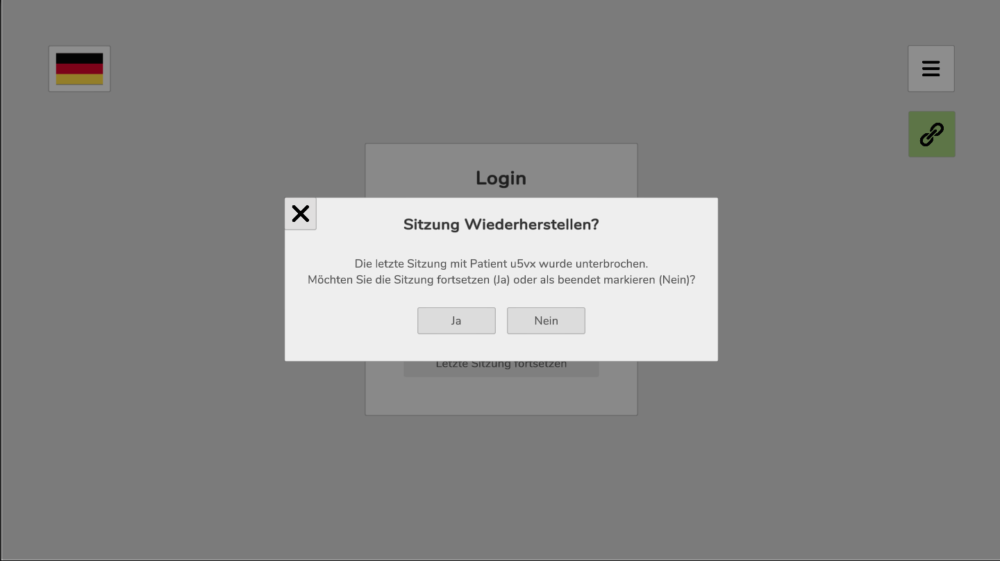 Login
Sitzung Wiederherstellen?
Die letzte Sitzung mit Patient u5vx wurde unterbrochen.
Möchten Sie die Sitzung fortsetzen (Ja) oder als beendet markieren (Nein)?
Ja Nein
Letzte Sitzung fortsetzen